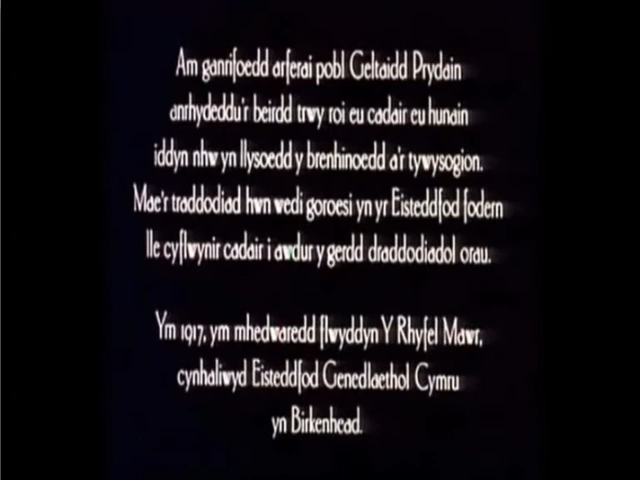 Am ganrifoedd arferai pobl Geltaidd Prydain
anrhydeddu'r beirdd trwy roi eu cadair eu hunain
iddyn nhw yn llysoedd y brenhinoedd a'r tywysogion.
Mae'r traddodiad hwn wedi goroesi yn yr Eisteddfod fodern
lle cyflwynir cadair i awdur y gerdd draddodiadol orau.
Ym 1917, ym mhedwaredd flwyddyn Y Rhyfel Mawr,
cynhaliwyd Eisteddfod Genedlaethol Cymru
yn Birkenhead.